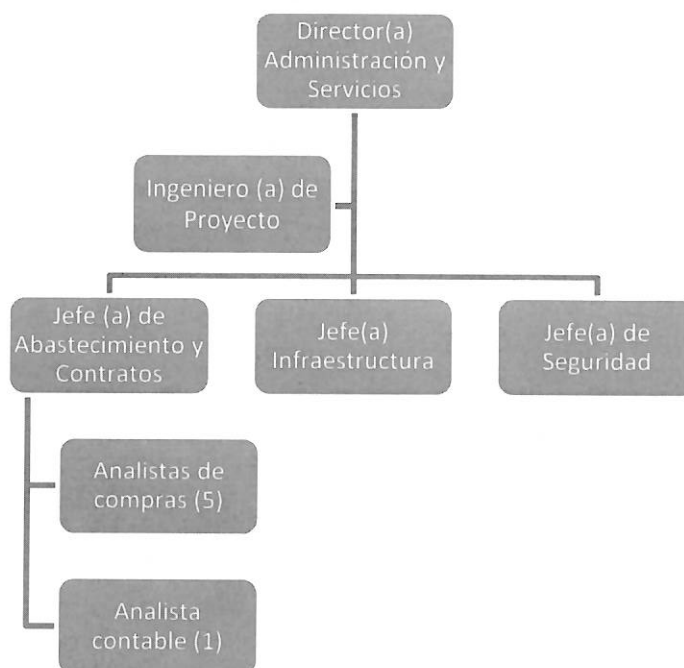 Director(a)
Administración y
Servicios
Ingeniero (a) de
Proyecto
Jefe (a) de
Abastecimiento y
Contratos
Jefe(a)
Infraestructura
Jefe(a) de
Seguridad
Analistas de
compras (5)
Analista
contable (1)